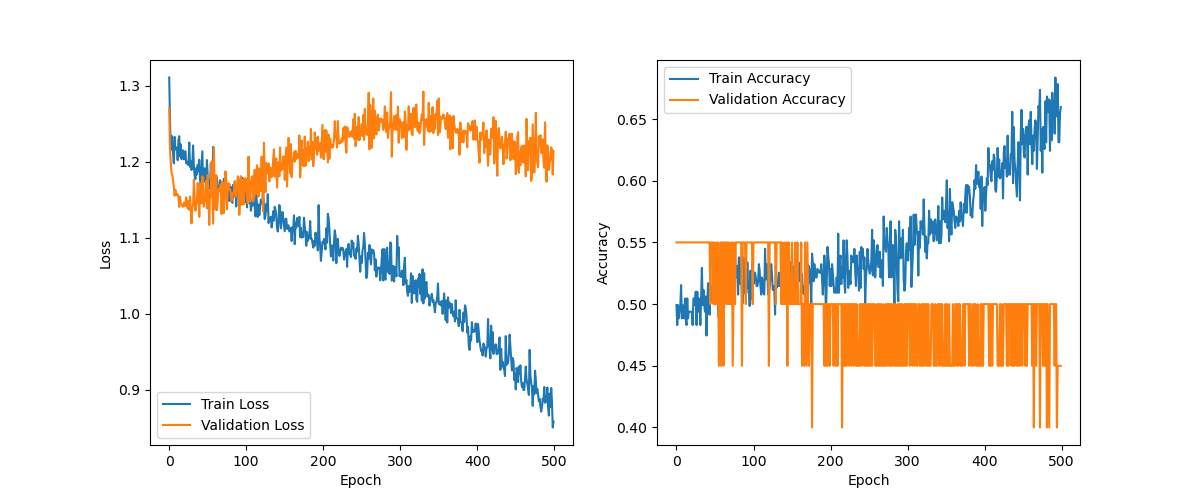 1.3
1.2
1.1
1.0
0.9
Loss
0
100
200
300
400
500
Epoch
Train Loss
Validation Loss
0.65
0.60
0.55
0.50
0.45
0.40
Accuracy
0
100
200
300
400
500
Epoch
Train Accuracy
Validation Accuracy